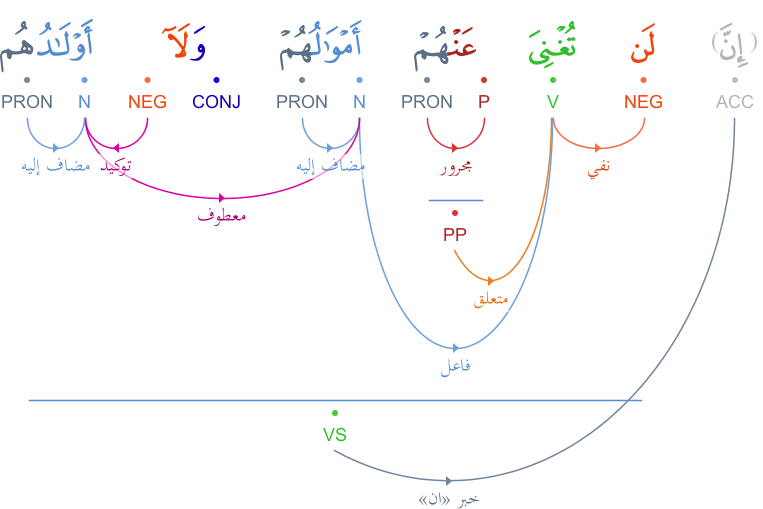 (إِنَّ) لَن تُغْنِىَ عَنْهُمْ أَمْوَٰلُهُمْ وَلَآ أَوْلَـٰدُهُم
ACC NEG V P PRON N PRON CONJ NEG N PRON
نفي مجرور مضاف إليه توكيد مضاف إليه
معطوف
PP
متعلق
فاعل
VS
خبر «ان»